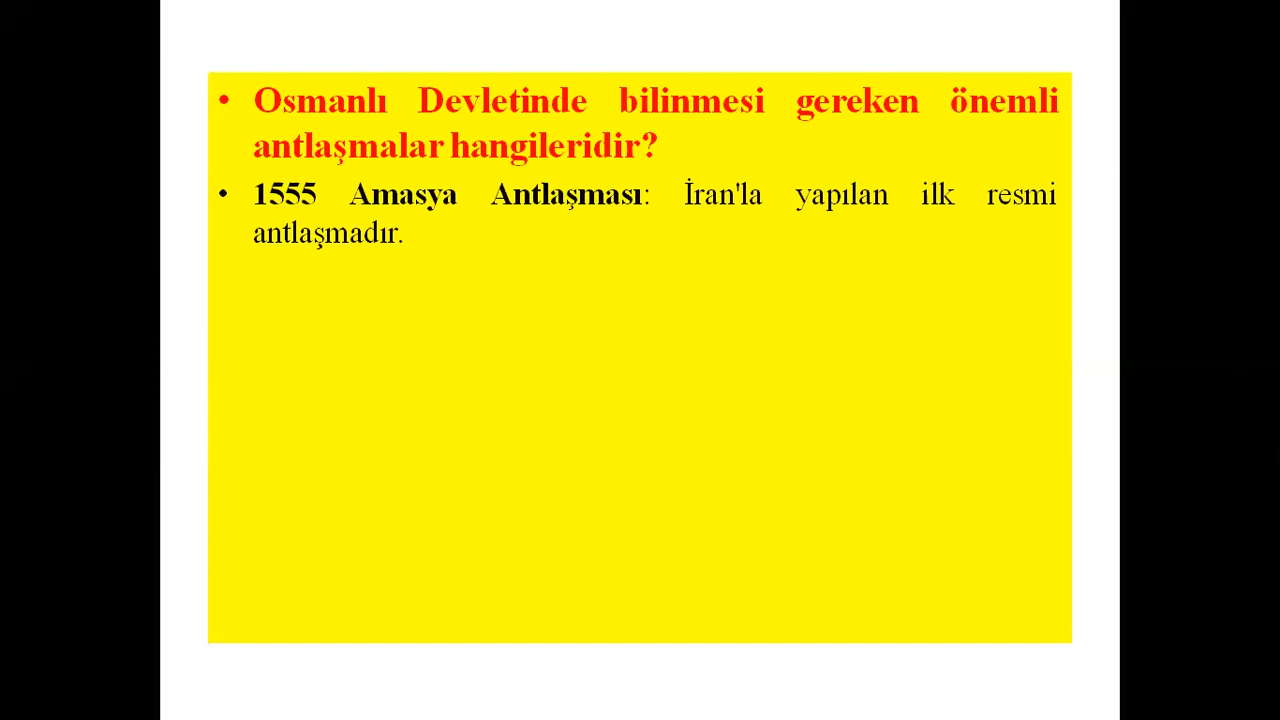 • Osmanlı Devletinde bilinmesi gereken önemli
antlaşmalar hangileridir?
• 1555 Amasya Antlaşması: İran'la yapılan ilk resmi
antlaşmadır.